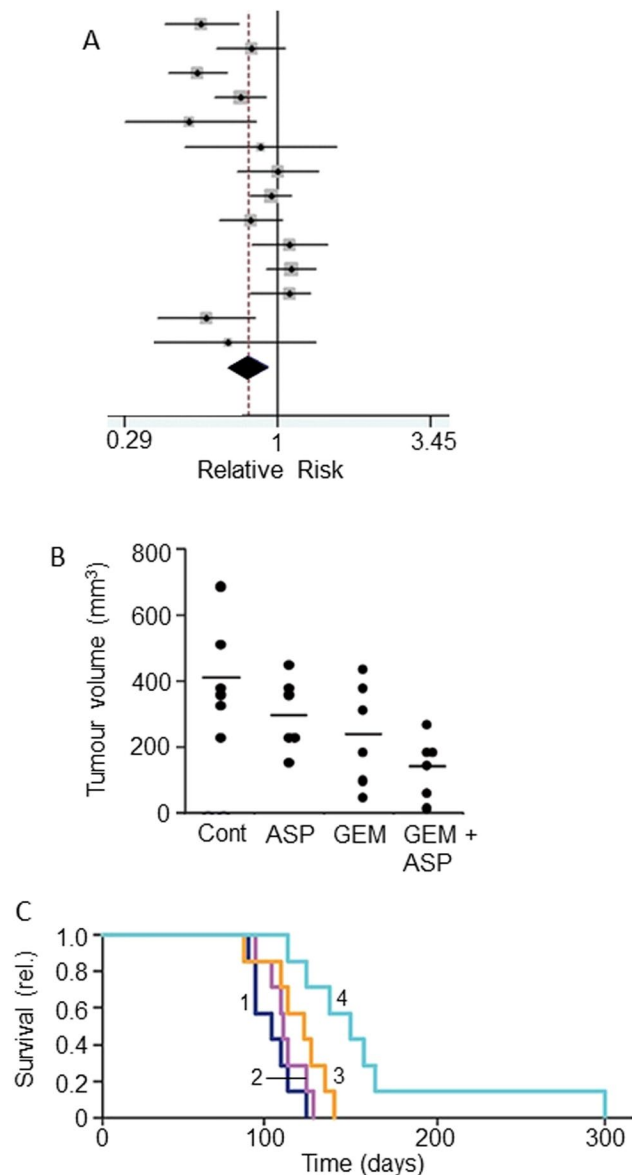 A
0.29
1
3.45
Relative Risk
B
Tumour volume (mm³)
800
600
400
200
0
Cont
ASP
GEM
GEM +
ASP
C
Survival (rel.)
1.0
0.8
0.6
0.4
0.2
0
1
2
3
4
100
200
300
Time (days)